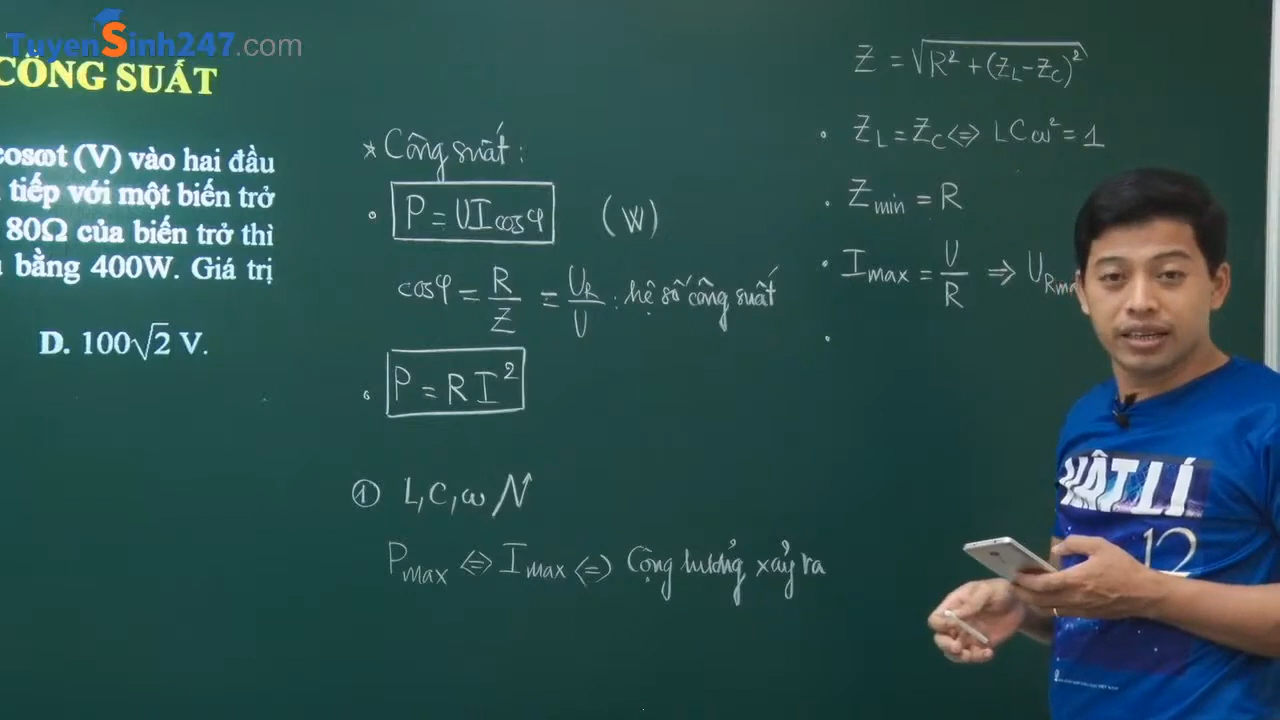 TuyenSinh247.com
CÔNG SUẤT
cosωt (V) vào hai đầu
tiếp với một biến trở
80Ω của biến trở thì
bằng 400W. Giá trị
D. 100√2 V.
* Công suất:
• P = UIcosφ (W)
cosφ = R/Z = U_R/U : hệ số công suất
• P = RI²
① L, C, ω
P_max ⇔ I_max ⇔ Cộng hưởng xảy ra
Z = √(R² + (Z_L - Z_C)²)
• Z_L = Z_C ⇔ LCω² = 1
• Z_min = R
• I_max = U/R ⇒ U_Rma
•
VẬT LÍ
12